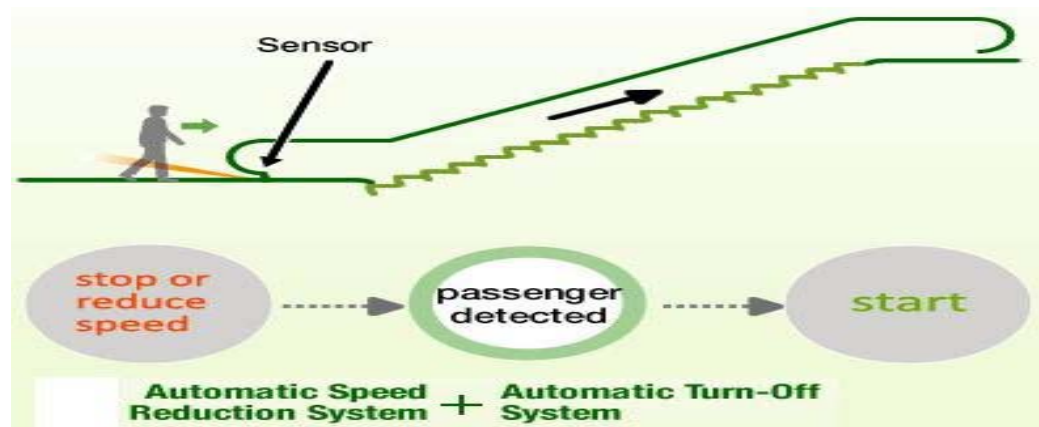 Sensor
stop or
reduce
speed
passenger
detected
start
Automatic Speed
Reduction System
+
Automatic Turn-Off
System